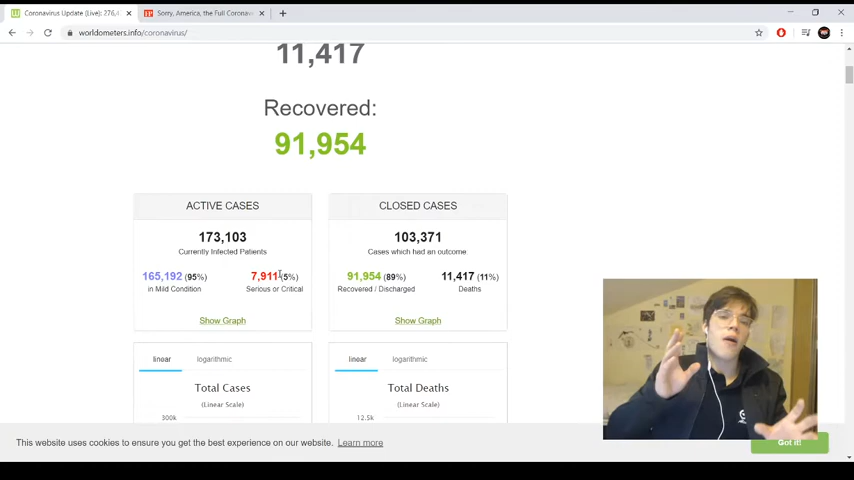 Coronavirus Update (Live): 276,4
Sorry, America, the Full Coronav
worldometers.info/coronavirus/
11,417
Recovered:
91,954
ACTIVE CASES
173,103
Currently Infected Patients
165,192 (95%)
in Mild Condition
7,911 (5%)
Serious or Critical
Show Graph
CLOSED CASES
103,371
Cases which had an outcome
91,954 (89%)
Recovered / Discharged
11,417 (11%)
Deaths
Show Graph
linear logarithmic
Total Cases
(Linear Scale)
300k
linear logarithmic
Total Deaths
(Linear Scale)
12.5k
This website uses cookies to ensure you get the best experience on our website. Learn more
Got it!